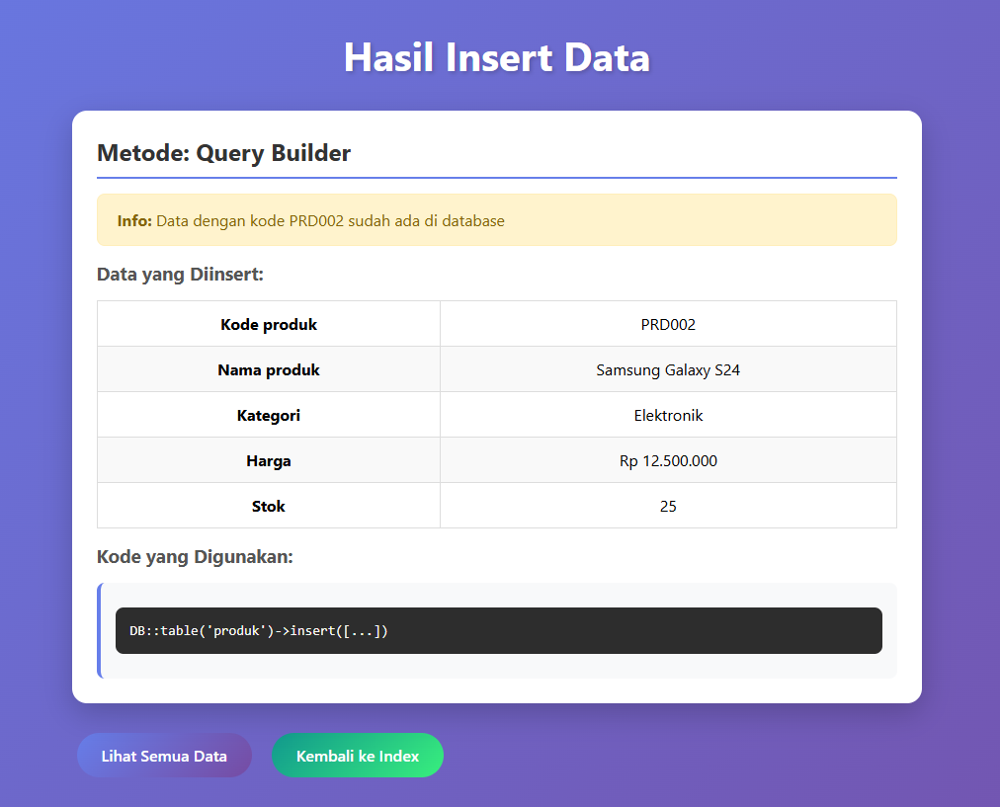 Hasil Insert Data
Metode: Query Builder
Info: Data dengan kode PRD002 sudah ada di database
Data yang Diinsert:
Kode produk PRD002
Nama produk Samsung Galaxy S24
Kategori Elektronik
Harga Rp 12.500.000
Stok 25
Kode yang Digunakan:
DB::table('produk')->insert([...])
Lihat Semua Data Kembali ke Index